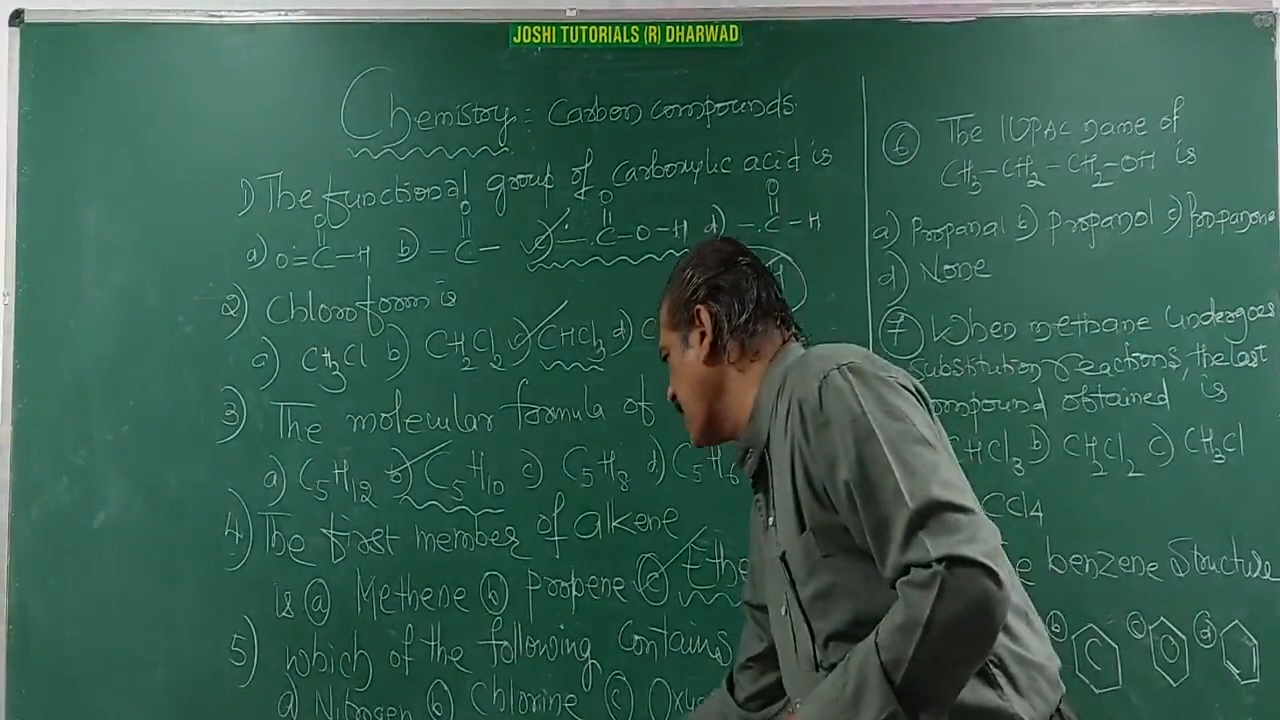 JOSHI TUTORIALS (R) DHARWAD
Chemistry: Carbon compounds
1) The functional group of carboxylic acid is
a) O=C-H b) -C- c) -C-O-H d) -C-H
O O O O
2) Chloroform is
a) CH3Cl b) CH2Cl2 c) CHCl3 d) C
3) The molecular formula of
a) C5H12 b) C5H10 c) C5H8 d) C5H6
4) The first member of alkene
is (a) Methene (b) propene (c) Ethe
5) which of the following contains
a) Nitrogen (b) Chlorine (c) Oxy
(6) The IUPAC name of
CH3-CH2-CH2-OH is
a) Propanal b) propanol c) propanone
d) None
(7) When methane undergoes
substitution reactions, the last
ompound obtained is
CHCl3 b) CH2Cl2 c) CH3Cl
CCl4
e benzene structure
(b) (c) (d)